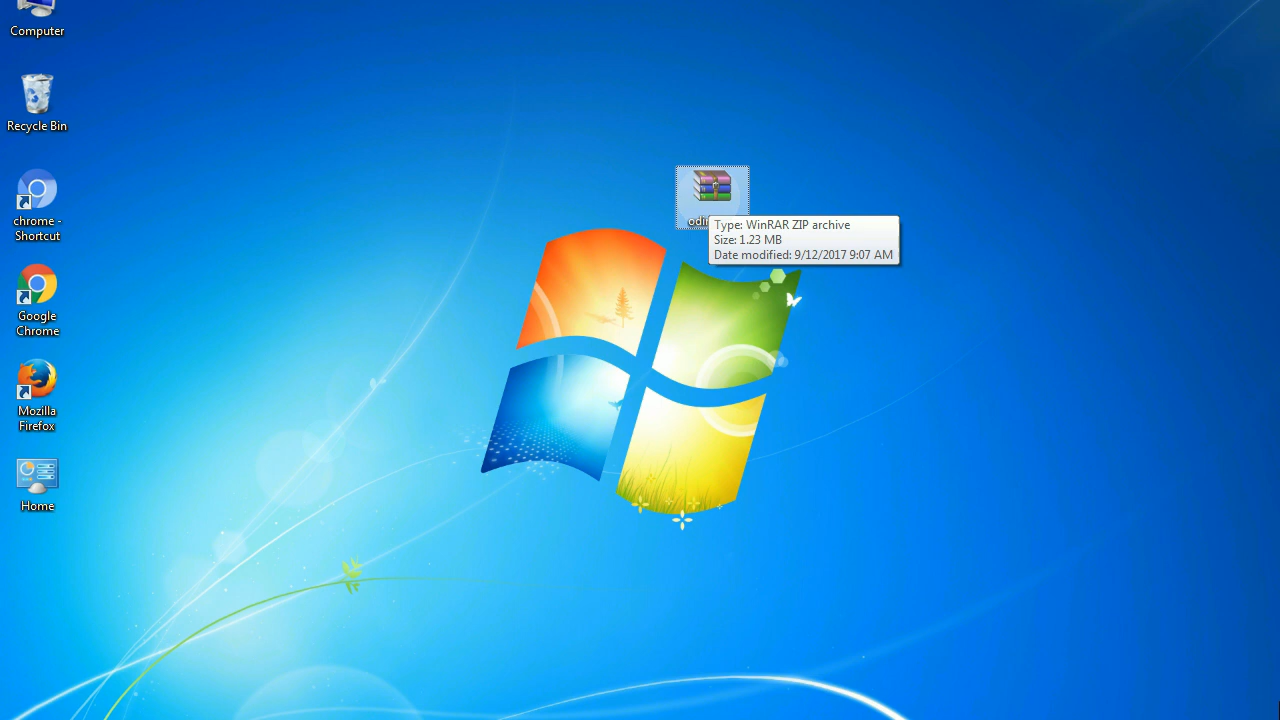 Computer
Recycle Bin
chrome -
Shortcut
Google
Chrome
Mozilla
Firefox
Home
Type: WinRAR ZIP archive
Size: 1.23 MB
Date modified: 9/12/2017 9:07 AM